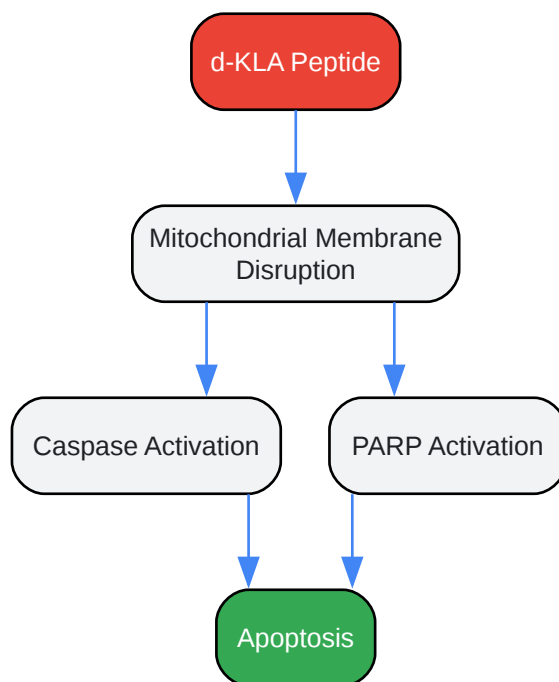 d-KLA Peptide
Mitochondrial Membrane
Disruption
Caspase Activation
PARP Activation
Apoptosis